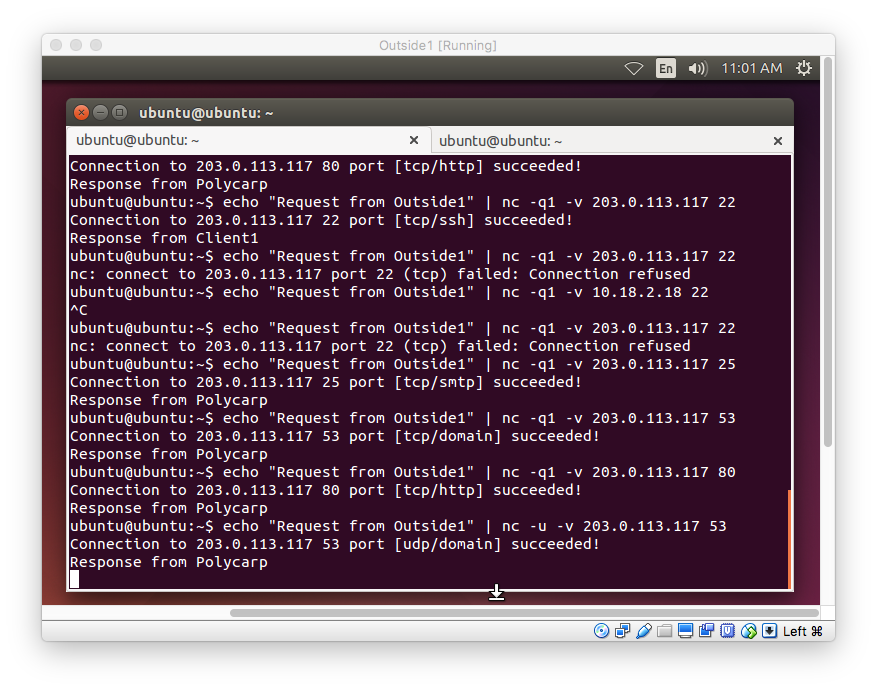 Outside1 [Running]
En
11:01 AM
ubuntu@ubuntu: ~
ubuntu@ubuntu: ~ ×
ubuntu@ubuntu: ~ ×
Connection to 203.0.113.117 80 port [tcp/http] succeeded!
Response from Polycarp
ubuntu@ubuntu:~$ echo "Request from Outside1" | nc -q1 -v 203.0.113.117 22
Connection to 203.0.113.117 22 port [tcp/ssh] succeeded!
Response from Client1
ubuntu@ubuntu:~$ echo "Request from Outside1" | nc -q1 -v 203.0.113.117 22
nc: connect to 203.0.113.117 port 22 (tcp) failed: Connection refused
ubuntu@ubuntu:~$ echo "Request from Outside1" | nc -q1 -v 10.18.2.18 22
^C
ubuntu@ubuntu:~$ echo "Request from Outside1" | nc -q1 -v 203.0.113.117 22
nc: connect to 203.0.113.117 port 22 (tcp) failed: Connection refused
ubuntu@ubuntu:~$ echo "Request from Outside1" | nc -q1 -v 203.0.113.117 25
Connection to 203.0.113.117 25 port [tcp/smtp] succeeded!
Response from Polycarp
ubuntu@ubuntu:~$ echo "Request from Outside1" | nc -q1 -v 203.0.113.117 53
Connection to 203.0.113.117 53 port [tcp/domain] succeeded!
Response from Polycarp
ubuntu@ubuntu:~$ echo "Request from Outside1" | nc -q1 -v 203.0.113.117 80
Connection to 203.0.113.117 80 port [tcp/http] succeeded!
Response from Polycarp
ubuntu@ubuntu:~$ echo "Request from Outside1" | nc -u -v 203.0.113.117 53
Connection to 203.0.113.117 53 port [udp/domain] succeeded!
Response from Polycarp
Left ⌘